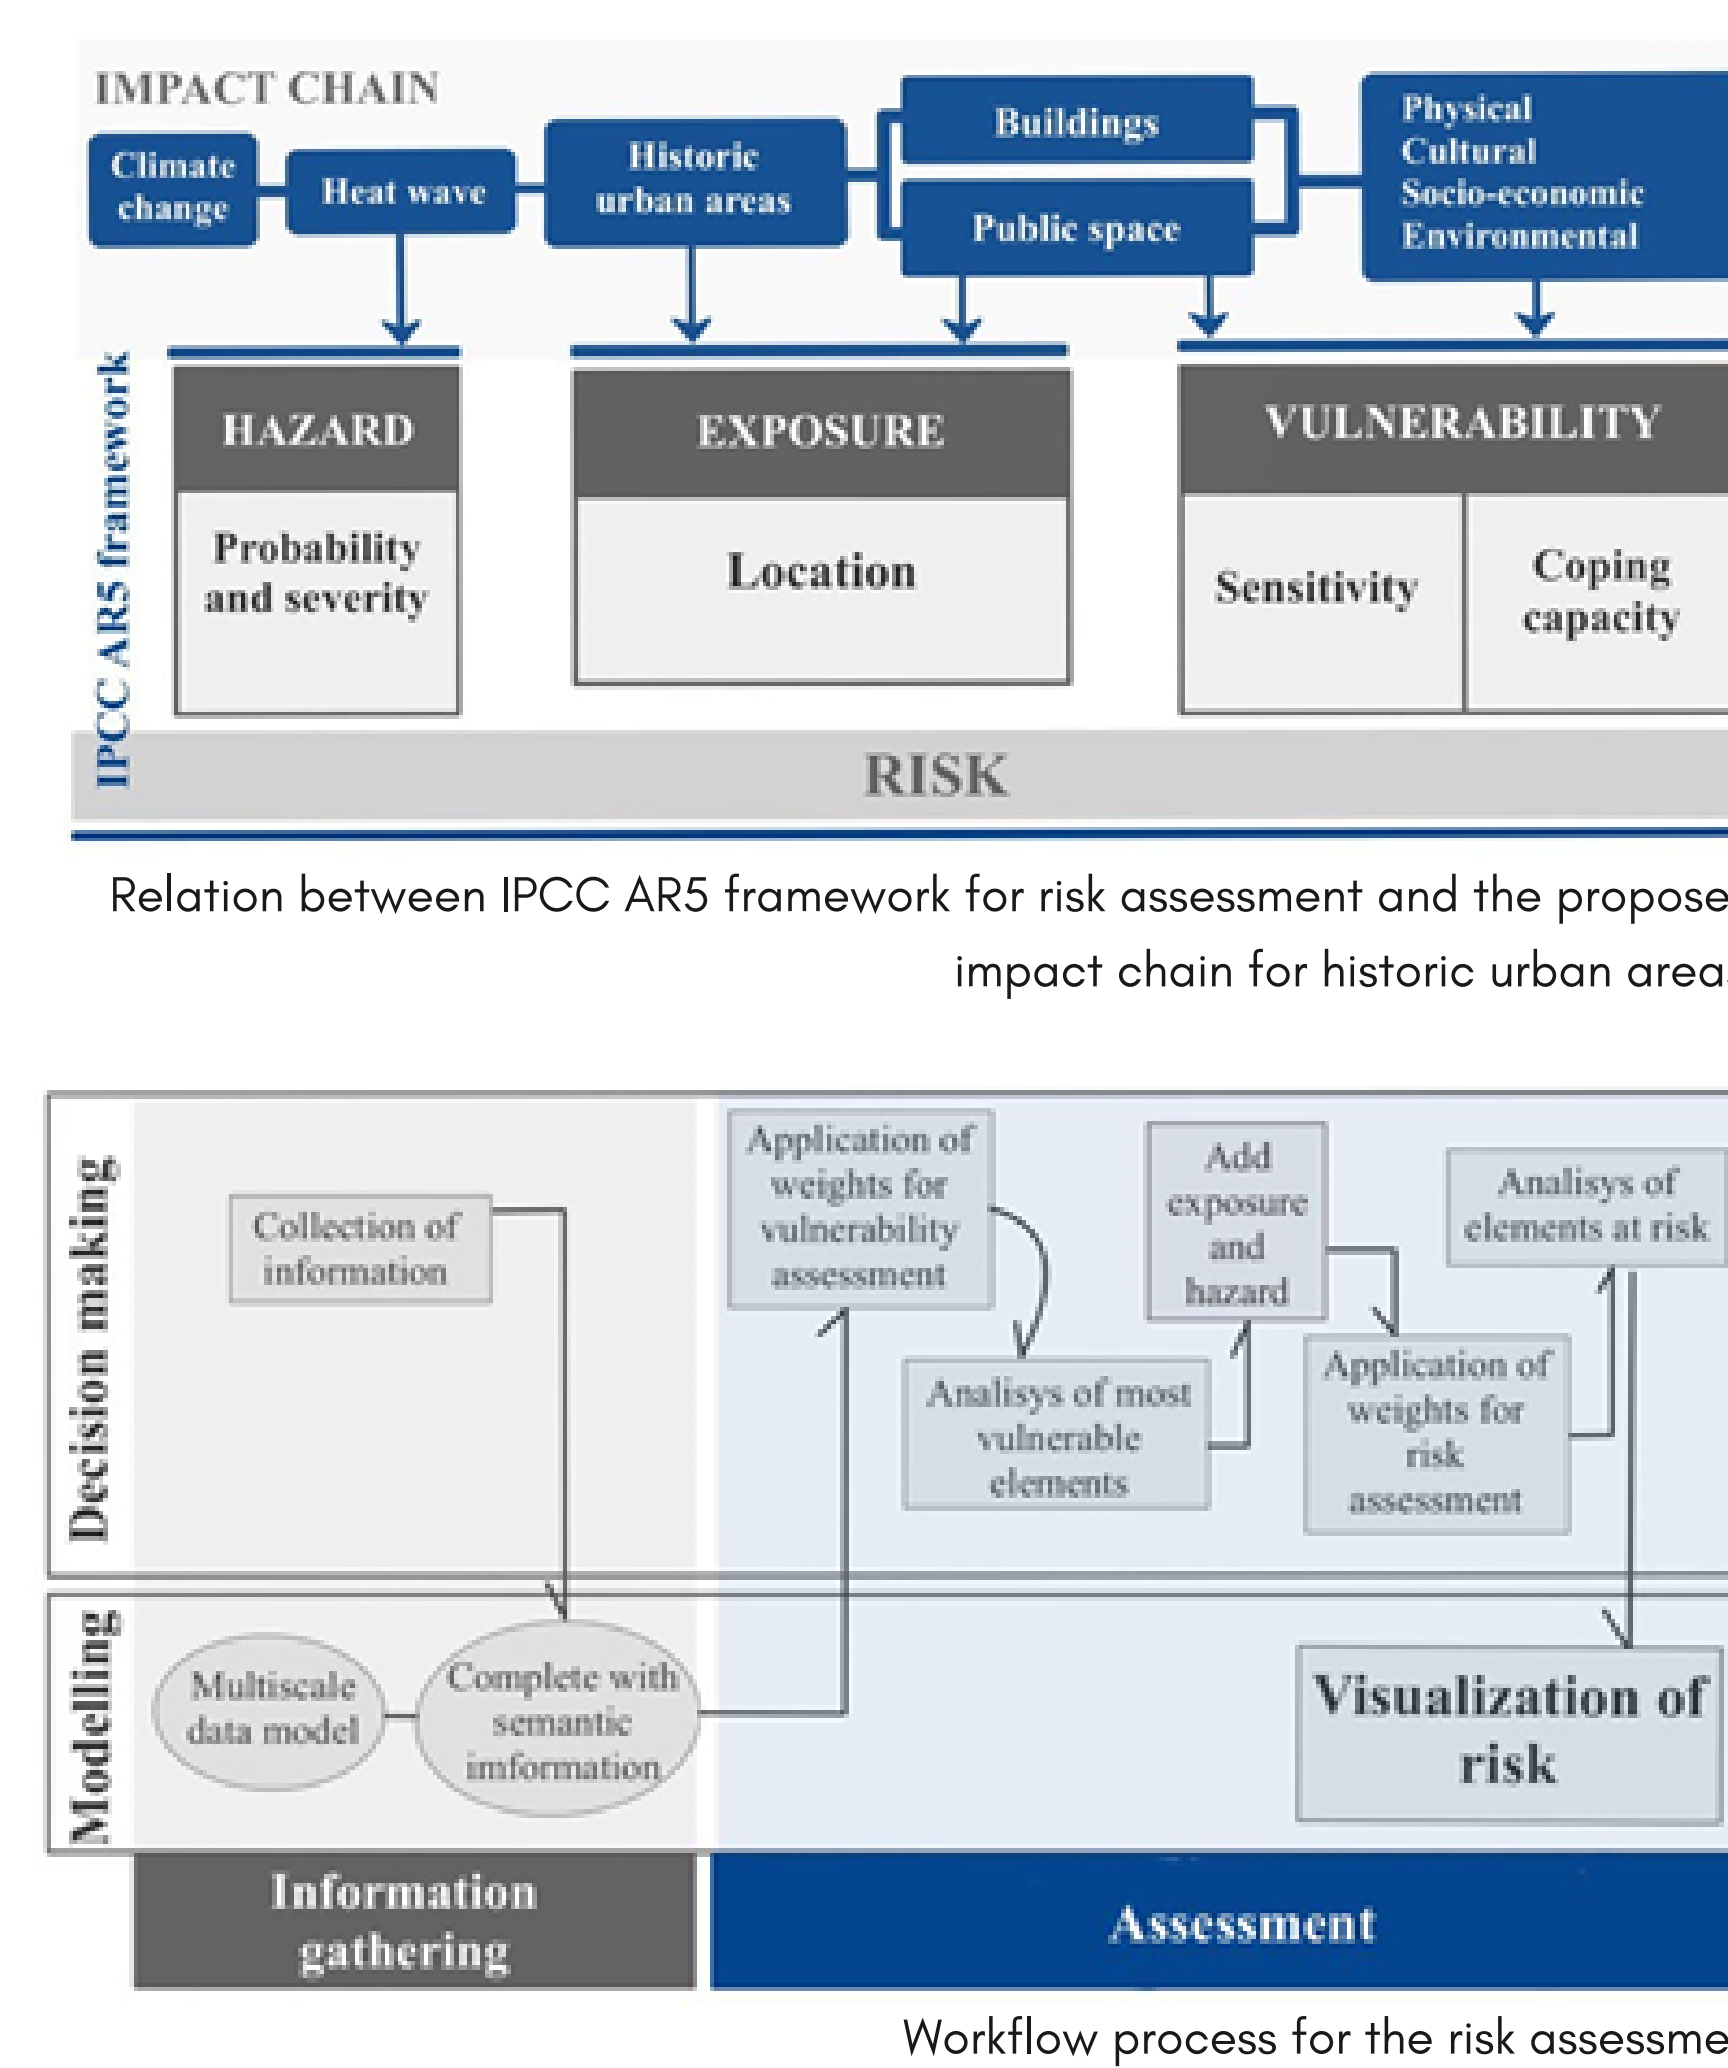 IMPACT CHAIN
Climate
change
Heat wave
Historic
urban areas
Buildings
Public space
Physical
Cultural
Socio-economic
Environmental
IPCC AR5 framework
HAZARD
Probability
and severity
EXPOSURE
Location
VULNERABILITY
Sensitivity
Coping
capacity
RISK
Relation between IPCC AR5 framework for risk assessment and the propose
impact chain for historic urban area
Decision making
Collection of
information
Application of
weights for
vulnerability
assessment
Analisys of most
vulnerable
elements
Add
exposure
and
hazard
Application of
weights for
risk
assessment
Analisys of
elements at risk
Modelling
Multiscale
data model
Complete with
semantic
imformation
Visualization of
risk
Information
gathering
Assessment
Workflow process for the risk assessme